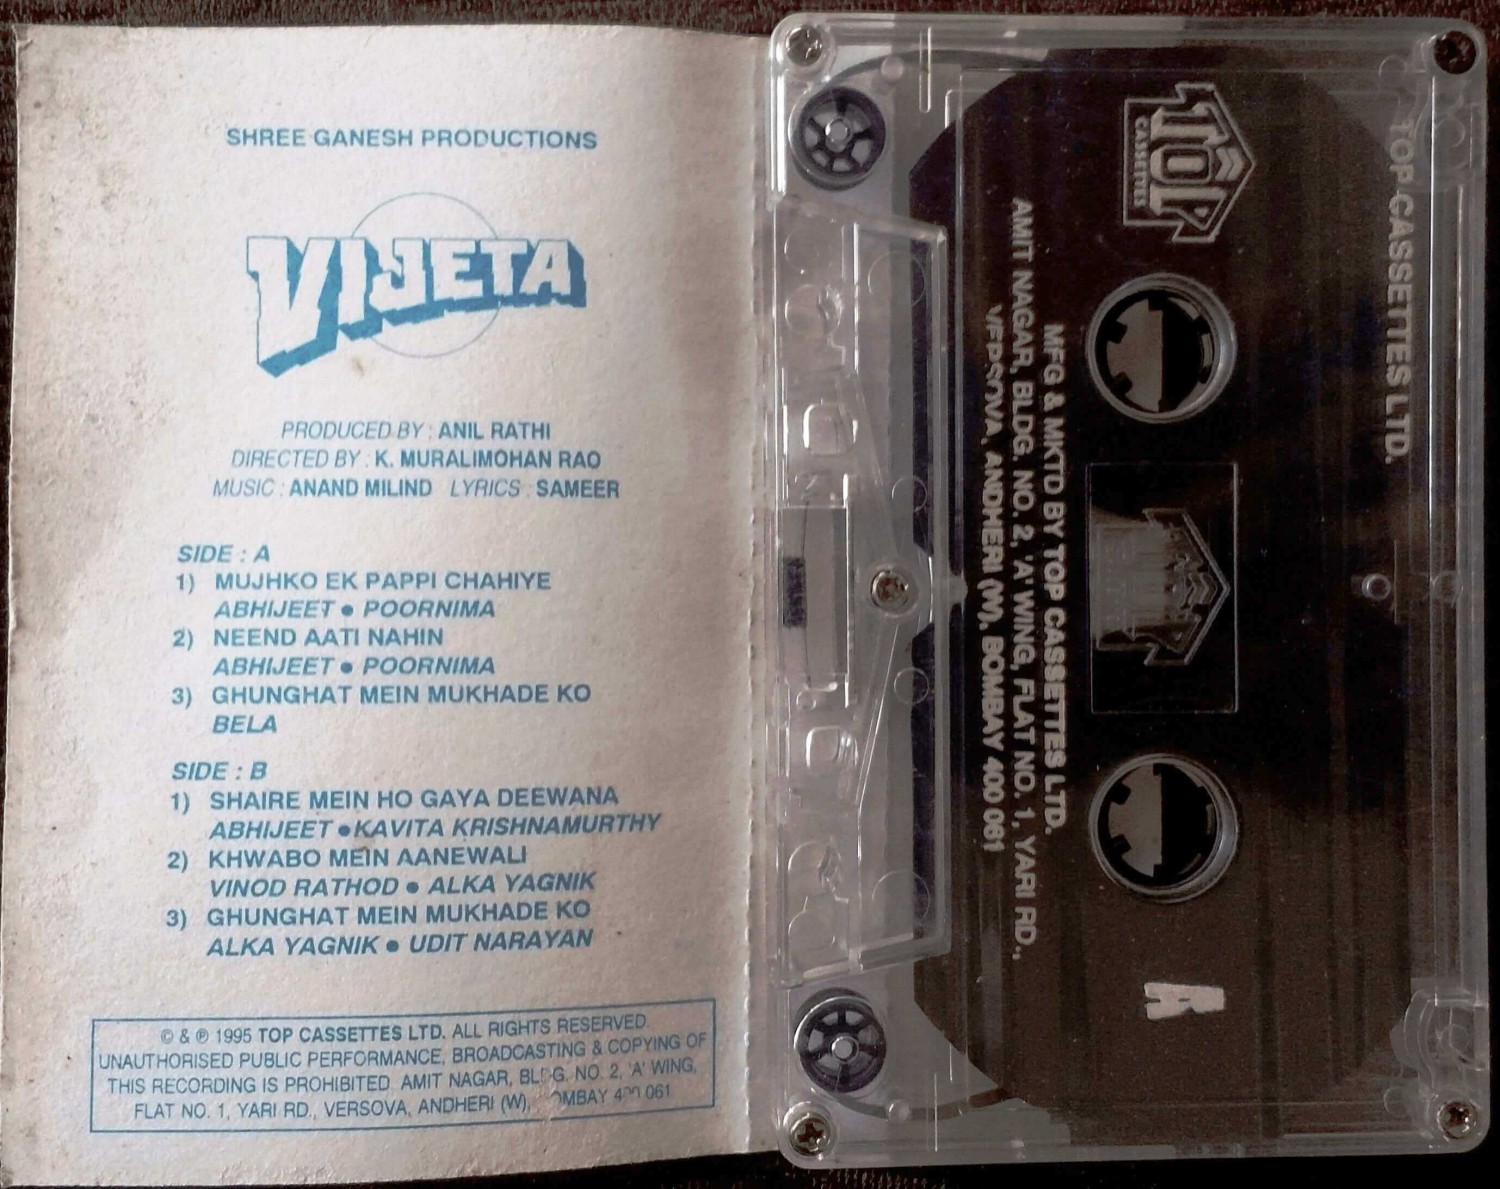 SHREE GANESH PRODUCTIONS
VIJETA
PRODUCED BY : ANIL RATHI
DIRECTED BY : K. MURALIMOHAN RAO
MUSIC : ANAND MILIND LYRICS : SAMEER
SIDE : A
1) MUJHKO EK PAPPI CHAHIYE
ABHIJEET ● POORNIMA
2) NEEND AATI NAHIN
ABHIJEET ● POORNIMA
3) GHUNGHAT MEIN MUKHADE KO
BELA
SIDE : B
1) SHAIRE MEIN HO GAYA DEEWANA
ABHIJEET ● KAVITA KRISHNAMURTHY
2) KHWABO MEIN AANEWALI
VINOD RATHOD ● ALKA YAGNIK
3) GHUNGHAT MEIN MUKHADE KO
ALKA YAGNIK ● UDIT NARAYAN
© & ℗ 1995 TOP CASSETTES LTD. ALL RIGHTS RESERVED.
UNAUTHORISED PUBLIC PERFORMANCE, BROADCASTING & COPYING OF
THIS RECORDING IS PROHIBITED. AMIT NAGAR, BLDG. NO. 2, 'A' WING,
FLAT NO. 1, YARI RD., VERSOVA, ANDHERI (W), BOMBAY 400 061
TOP CASSETTES LTD.
TOP
CASSETTES
MFG & MKTD BY TOP CASSETTES LTD.
AMIT NAGAR, BLDG. NO. 2, 'A' WING, FLAT NO. 1, YARI RD.,
VERSOVA, ANDHERI (W), BOMBAY 400 061
A